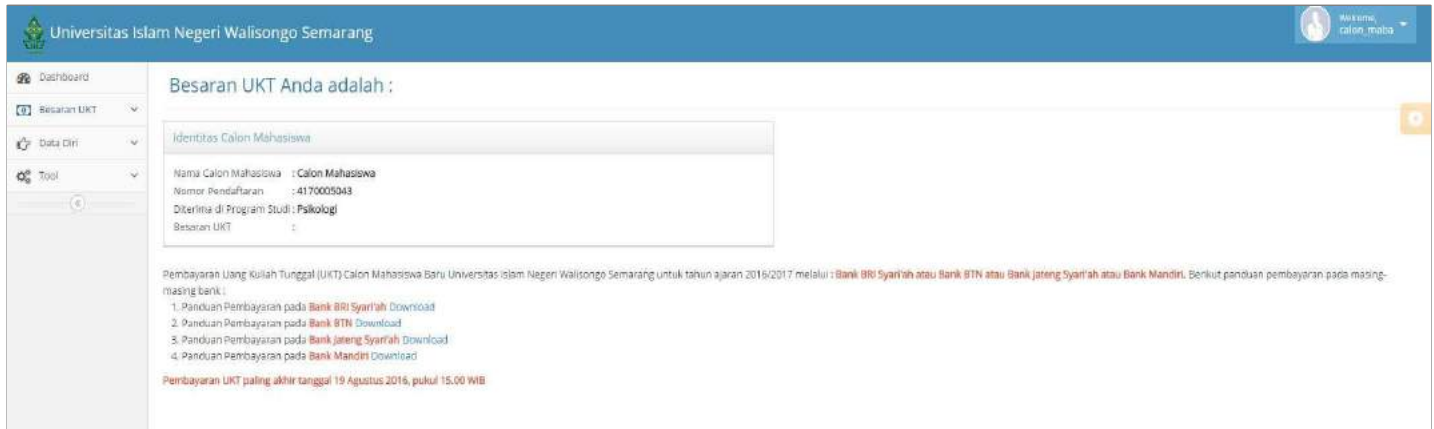 Universitas Islam Negeri Walisongo Semarang
Welcome,
calon_maba
Dashboard
Besaran UKT
Data Diri
Tool
Besaran UKT Anda adalah :
Identitas Calon Mahasiswa
Nama Calon Mahasiswa : Calon Mahasiswa
Nomor Pendaftaran : 4170005043
Diterima di Program Studi : Psikologi
Besaran UKT :
Pembayaran Uang Kuliah Tunggal (UKT) Calon Mahasiswa Baru Universitas Islam Negeri Walisongo Semarang untuk tahun ajaran 2016/2017 melalui : Bank BRI Syari'ah atau Bank BTN atau Bank Jateng Syari'ah atau Bank Mandiri. Berikut panduan pembayaran pada masing-
masing bank :
1. Panduan Pembayaran pada Bank BRI Syari'ah Download
2. Panduan Pembayaran pada Bank BTN Download
3. Panduan Pembayaran pada Bank Jateng Syari'ah Download
4. Panduan Pembayaran pada Bank Mandiri Download
Pembayaran UKT paling akhir tanggal 19 Agustus 2016, pukul 15.00 WIB